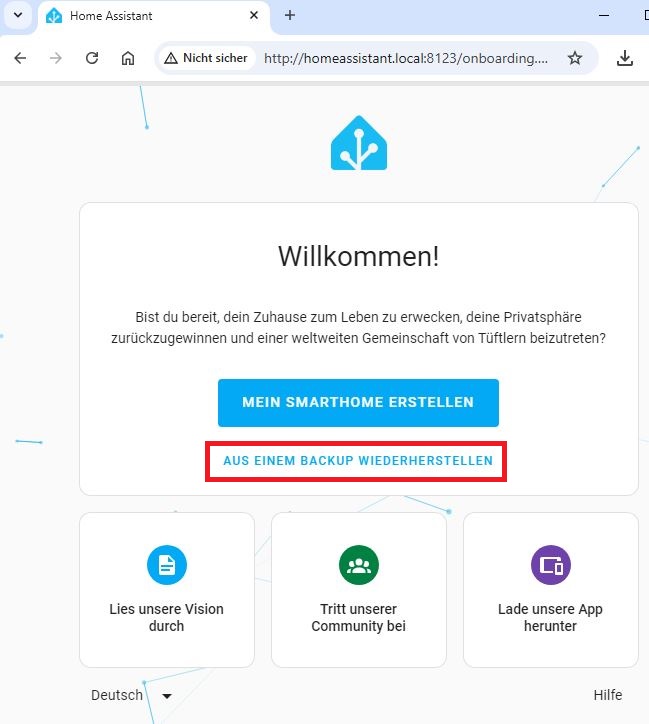 Home Assistant
Nicht sicher http://homeassistant.local:8123/onboarding....
Willkommen!
Bist du bereit, dein Zuhause zum Leben zu erwecken, deine Privatsphäre
zurückzugewinnen und einer weltweiten Gemeinschaft von Tüftlern beizutreten?
MEIN SMARTHOME ERSTELLEN
AUS EINEM BACKUP WIEDERHERSTELLEN
Lies unsere Vision
durch
Tritt unserer
Community bei
Lade unsere App
herunter
Deutsch
Hilfe